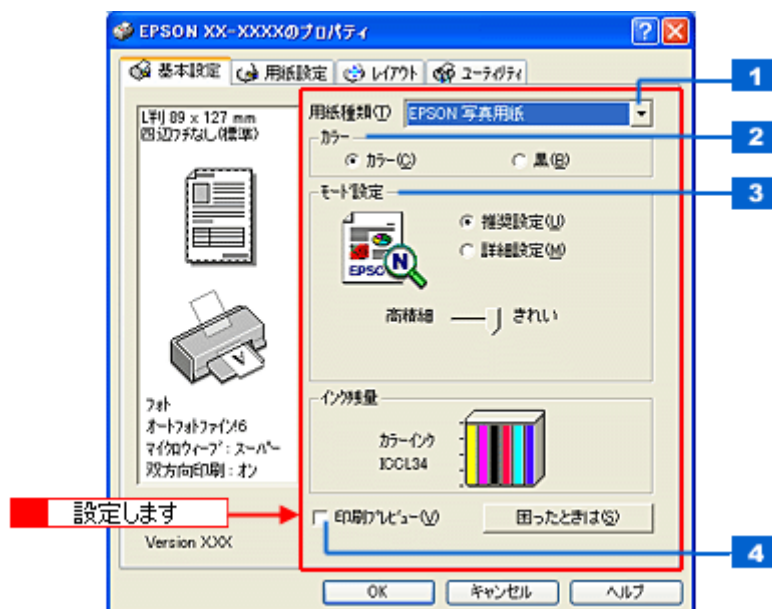 EPSON XX-XXXXのプロパティ
基本設定
用紙設定
レイアウト
ユーティリティ
L判 89 x 127 mm
四辺フチなし(標準)
フォト
オートフォトファイン!6
マイクロウィーブ : スーパー
双方向印刷 : オン
Version XXX
用紙種類(T)
EPSON 写真用紙
カラー
カラー(C)
黒(B)
モード設定
EPSON
N
推奨設定(U)
詳細設定(M)
高精細
きれい
インク残量
カラーインク
ICCL34
印刷プレビュー(V)
困ったときは(S)
OK
キャンセル
ヘルプ
設定します
1
2
3
4
A